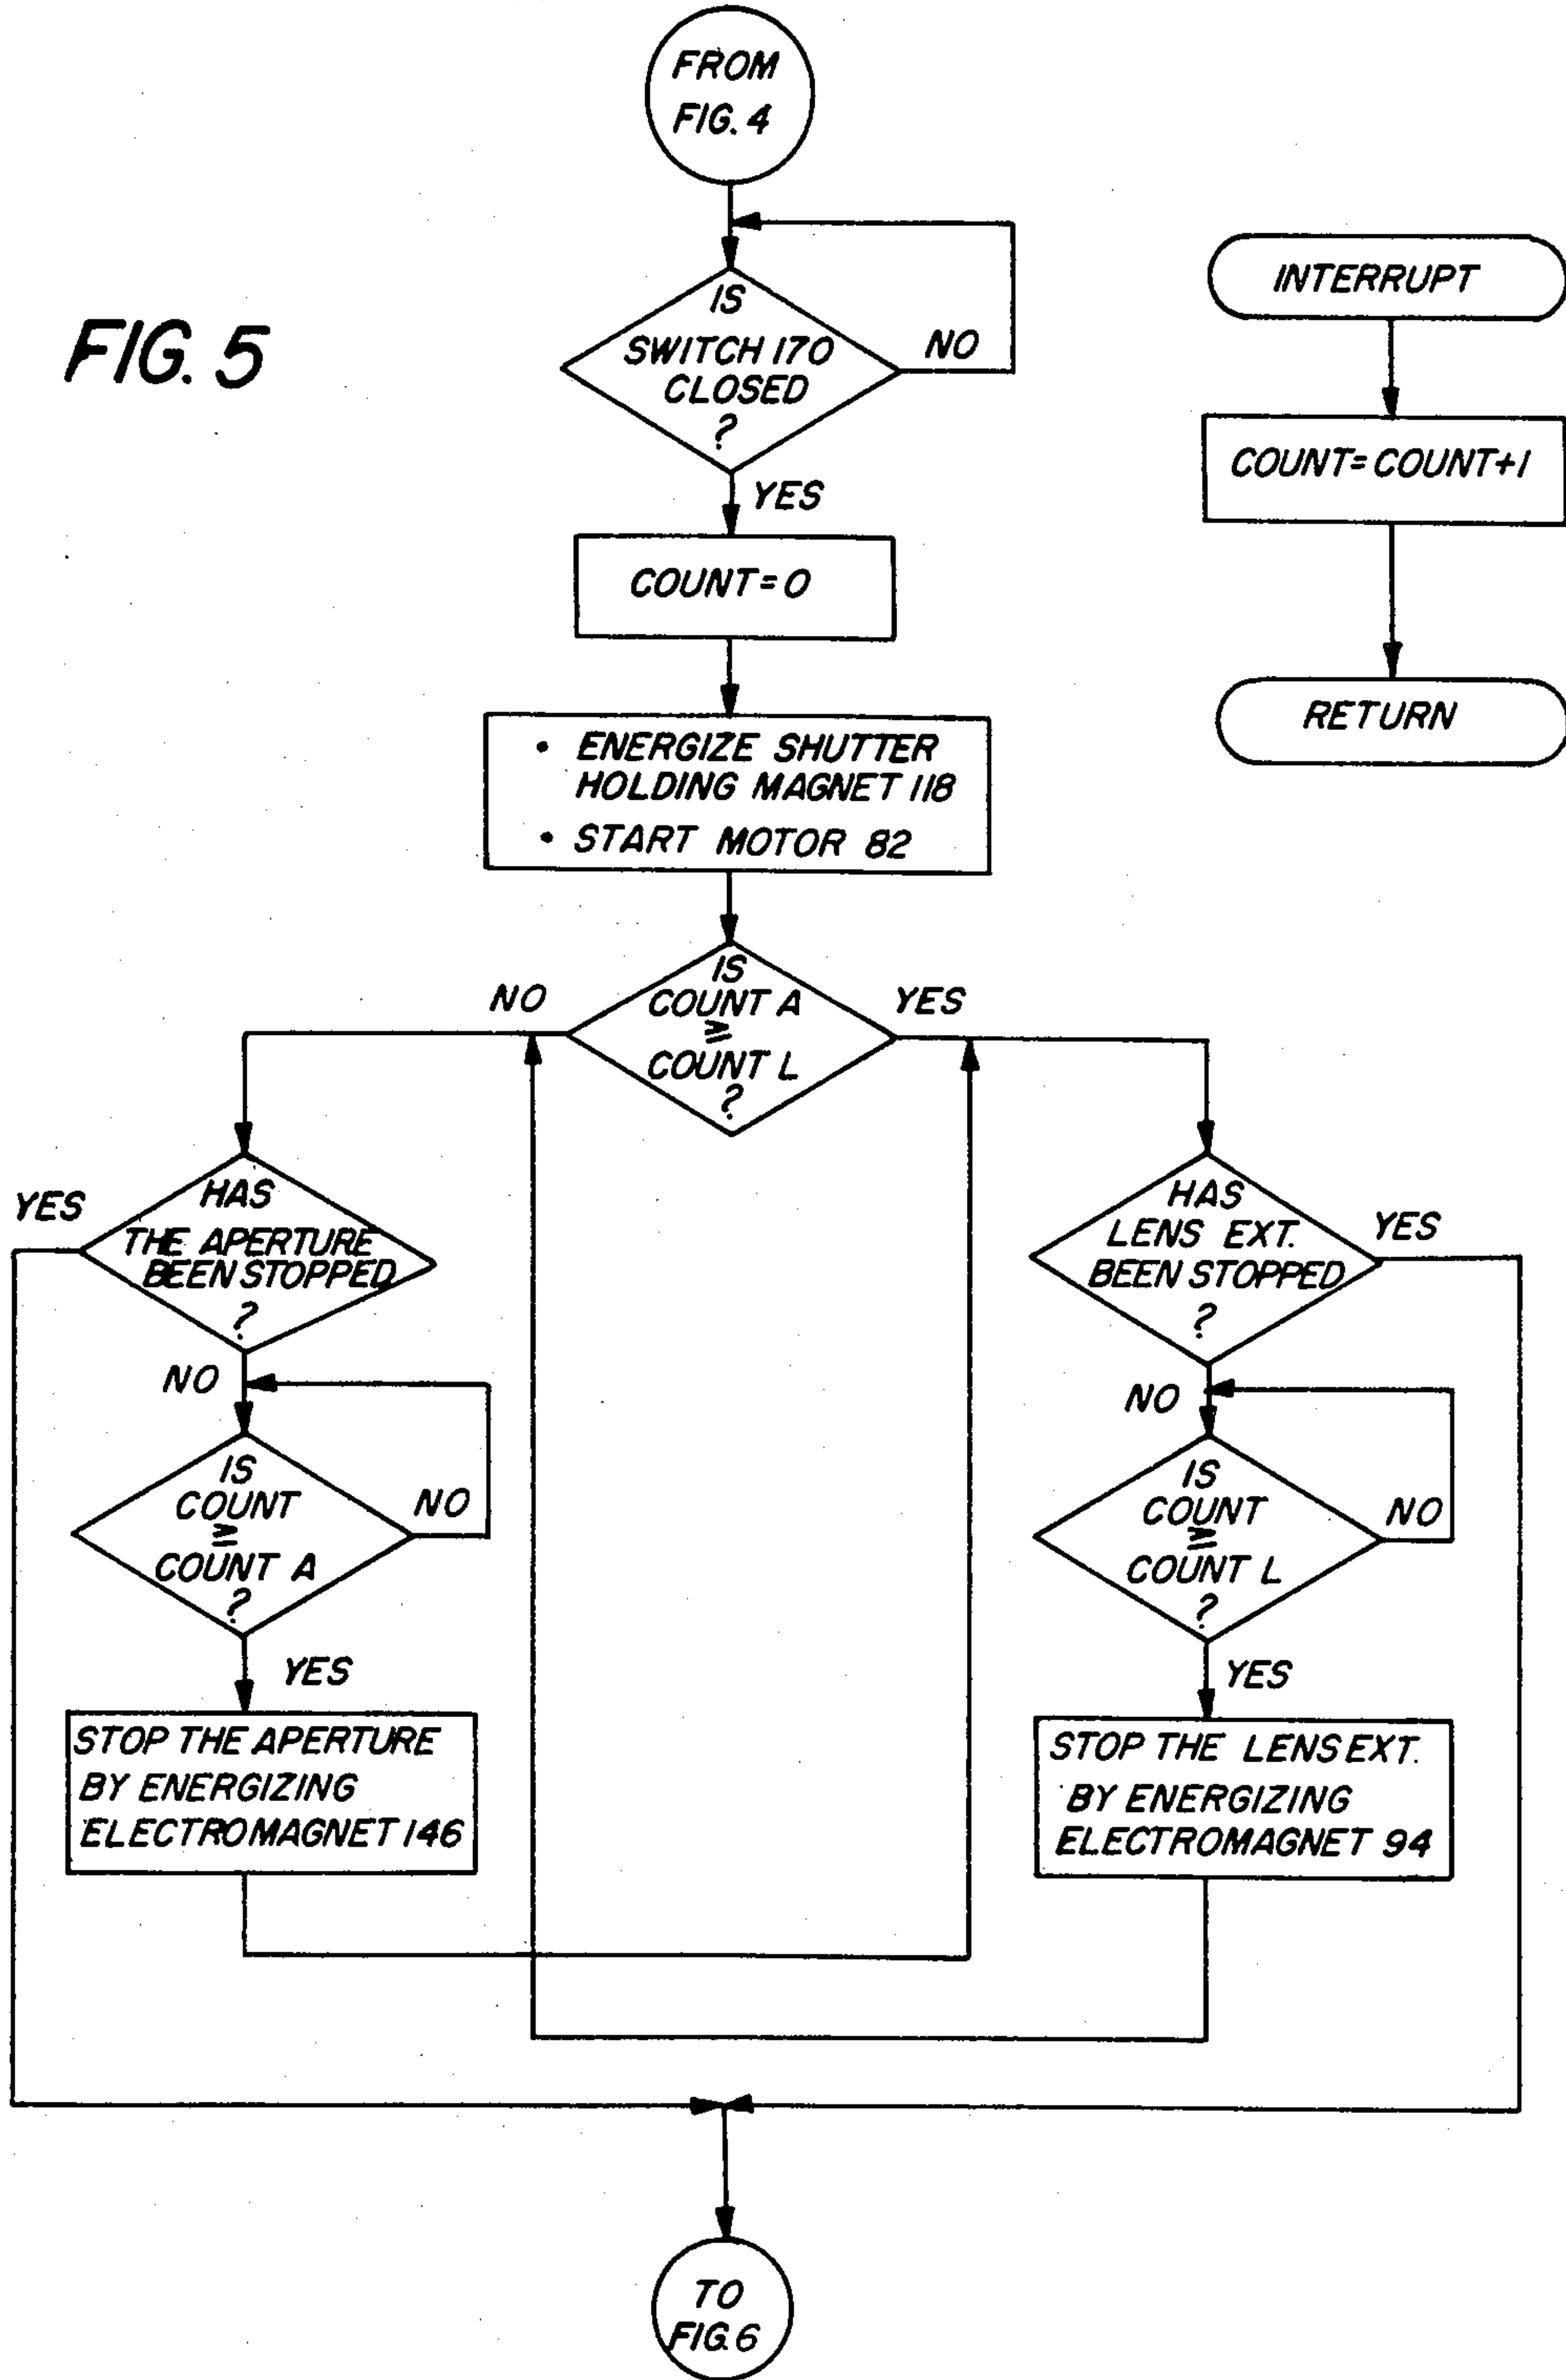 FROM
FIG. 4
FIG. 5
IS
SWITCH 170
CLOSED
?
NO
YES
COUNT=0
• ENERGIZE SHUTTER
HOLDING MAGNET 118
• START MOTOR 82
INTERRUPT
COUNT=COUNT+1
RETURN
IS
COUNT A
≥
COUNT L
?
NO
YES
HAS
THE APERTURE
BEEN STOPPED
?
YES
NO
IS
COUNT
≥
COUNT A
?
NO
YES
STOP THE APERTURE
BY ENERGIZING
ELECTROMAGNET 146
HAS
LENS EXT.
BEEN STOPPED
?
YES
NO
IS
COUNT
≥
COUNT L
?
NO
YES
STOP THE LENS EXT.
BY ENERGIZING
ELECTROMAGNET 94
TO
FIG. 6